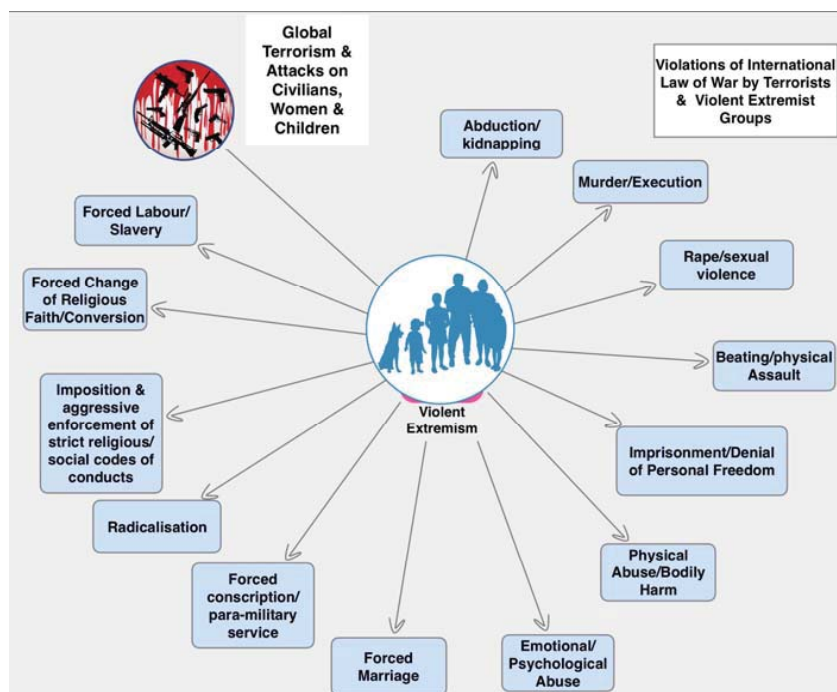 Global
Terrorism &
Attacks on
Civilians,
Women &
Children
Violations of International
Law of War by Terrorists
& Violent Extremist
Groups
Abduction/
kidnapping
Murder/Execution
Forced Labour/
Slavery
Rape/sexual
violence
Forced Change
of Religious
Faith/Conversion
Beating/physical
Assault
Imposition &
aggressive
enforcement of
strict religious/
social codes of
conducts
Violent
Extremism
Imprisonment/Denial
of Personal Freedom
Radicalisation
Physical
Abuse/Bodily
Harm
Forced
conscription/
para-military
service
Forced
Marriage
Emotional/
Psychological
Abuse